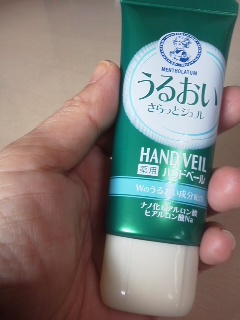 MENTHOLATUM
うるおい
さらっとジェル
HAND VEIL
薬用 ハンドベール
Wのうるおい成分
ナノ化ヒアルロン酸
ヒアルロン酸Na